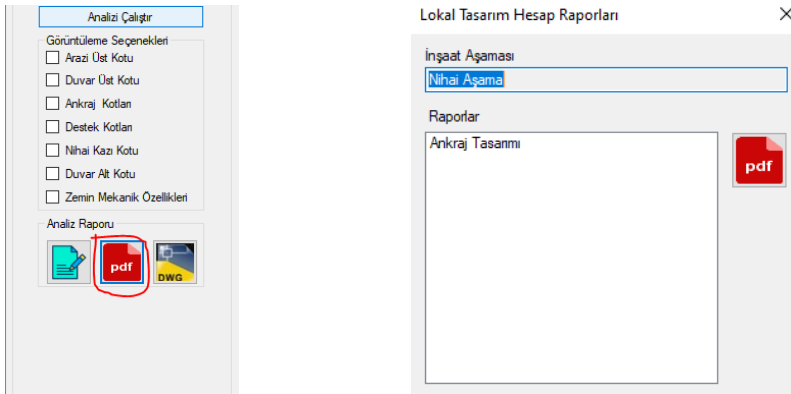 Analizi Çalıştır
Görüntüleme Seçenekleri
Arazi Üst Kotu
Duvar Üst Kotu
Ankraj Kotları
Destek Kotları
Nihai Kazı Kotu
Duvar Alt Kotu
Zemin Mekanik Özellikleri
Analiz Raporu
pdf
DWG
Lokal Tasarım Hesap Raporları
İnşaat Aşaması
Nihai Aşama
Raporlar
Ankraj Tasarımı
pdf